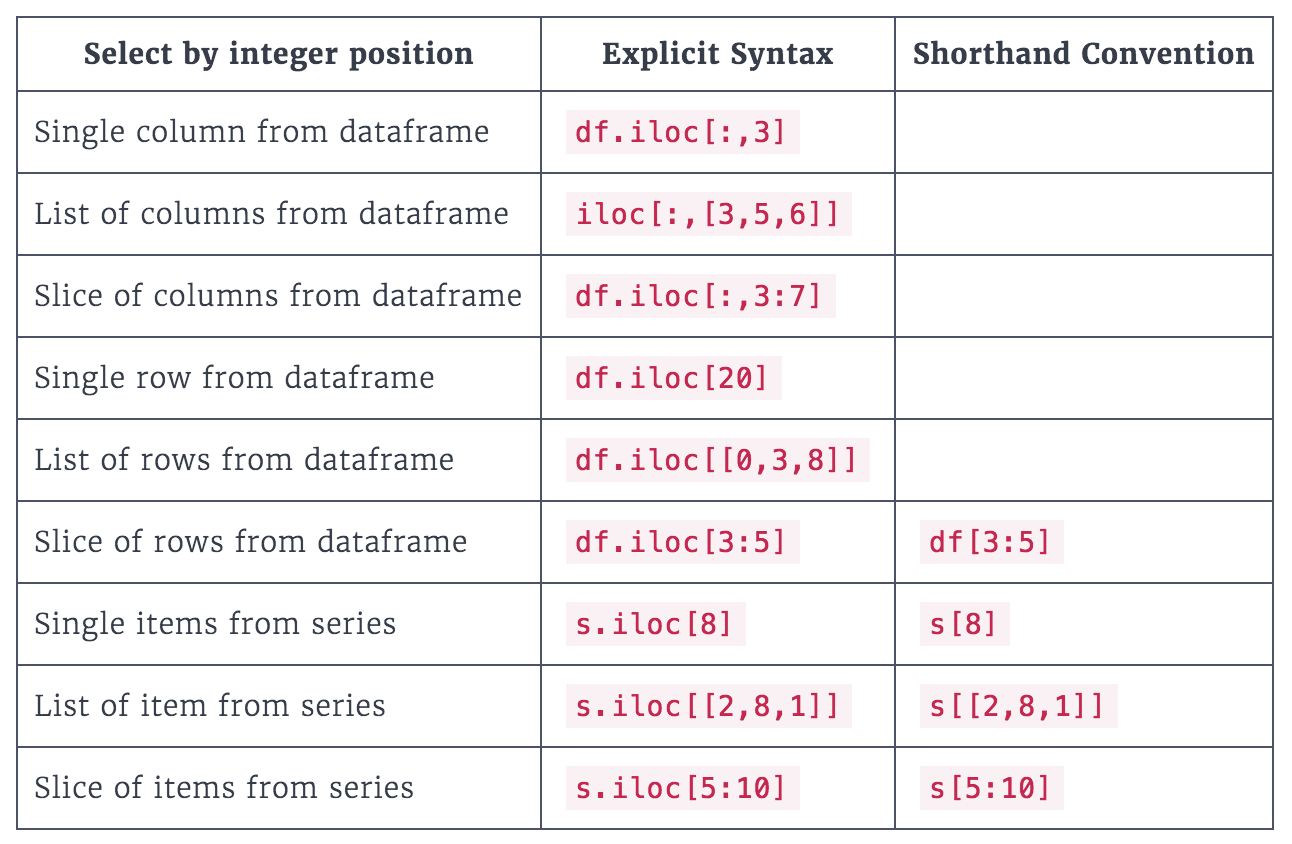 Select by integer position Explicit Syntax Shorthand Convention
Single column from dataframe df.iloc[:,3]
List of columns from dataframe iloc[:,[3,5,6]]
Slice of columns from dataframe df.iloc[:,3:7]
Single row from dataframe df.iloc[20]
List of rows from dataframe df.iloc[[0,3,8]]
Slice of rows from dataframe df.iloc[3:5] df[3:5]
Single items from series s.iloc[8] s[8]
List of item from series s.iloc[[2,8,1]] s[[2,8,1]]
Slice of items from series s.iloc[5:10] s[5:10]